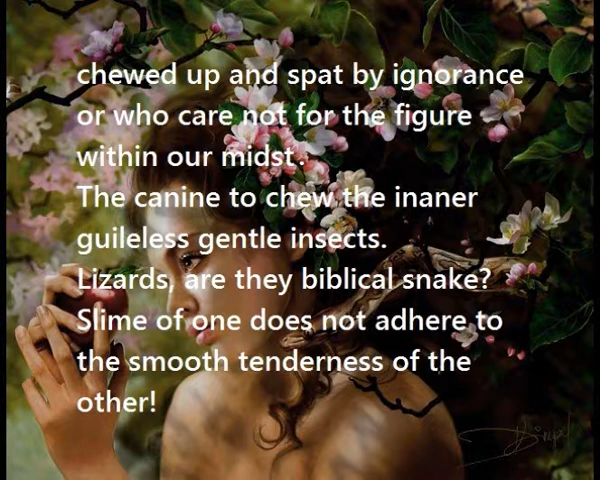 chewed up and spat by ignorance
or who care not for the figure
within our midst.
The canine to chew the inaner
guileless gentle insects.
Lizards, are they biblical snake?
Slime of one does not adhere to
the smooth tenderness of the
other!